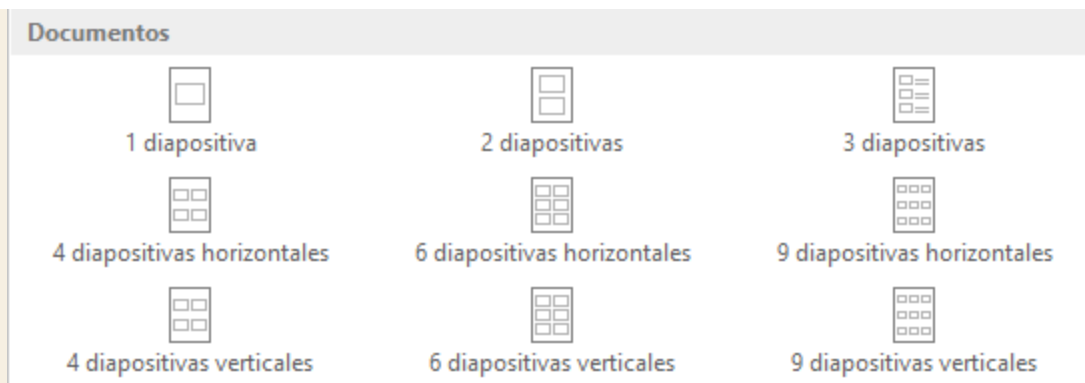 Documentos
1 diapositiva
2 diapositivas
3 diapositivas
4 diapositivas horizontales
6 diapositivas horizontales
9 diapositivas horizontales
4 diapositivas verticales
6 diapositivas verticales
9 diapositivas verticales